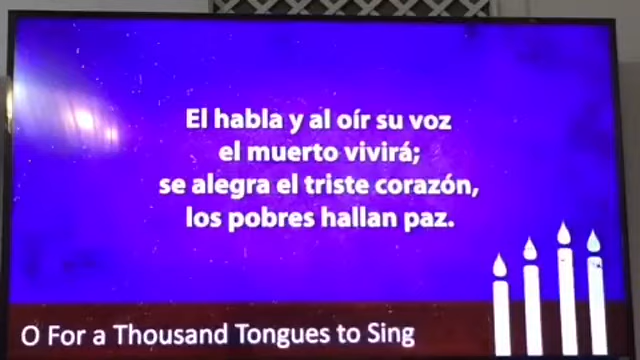 El habla y al oír su voz
el muerto vivirá;
se alegra el triste corazón,
los pobres hallan paz.
O For a Thousand Tongues to Sing